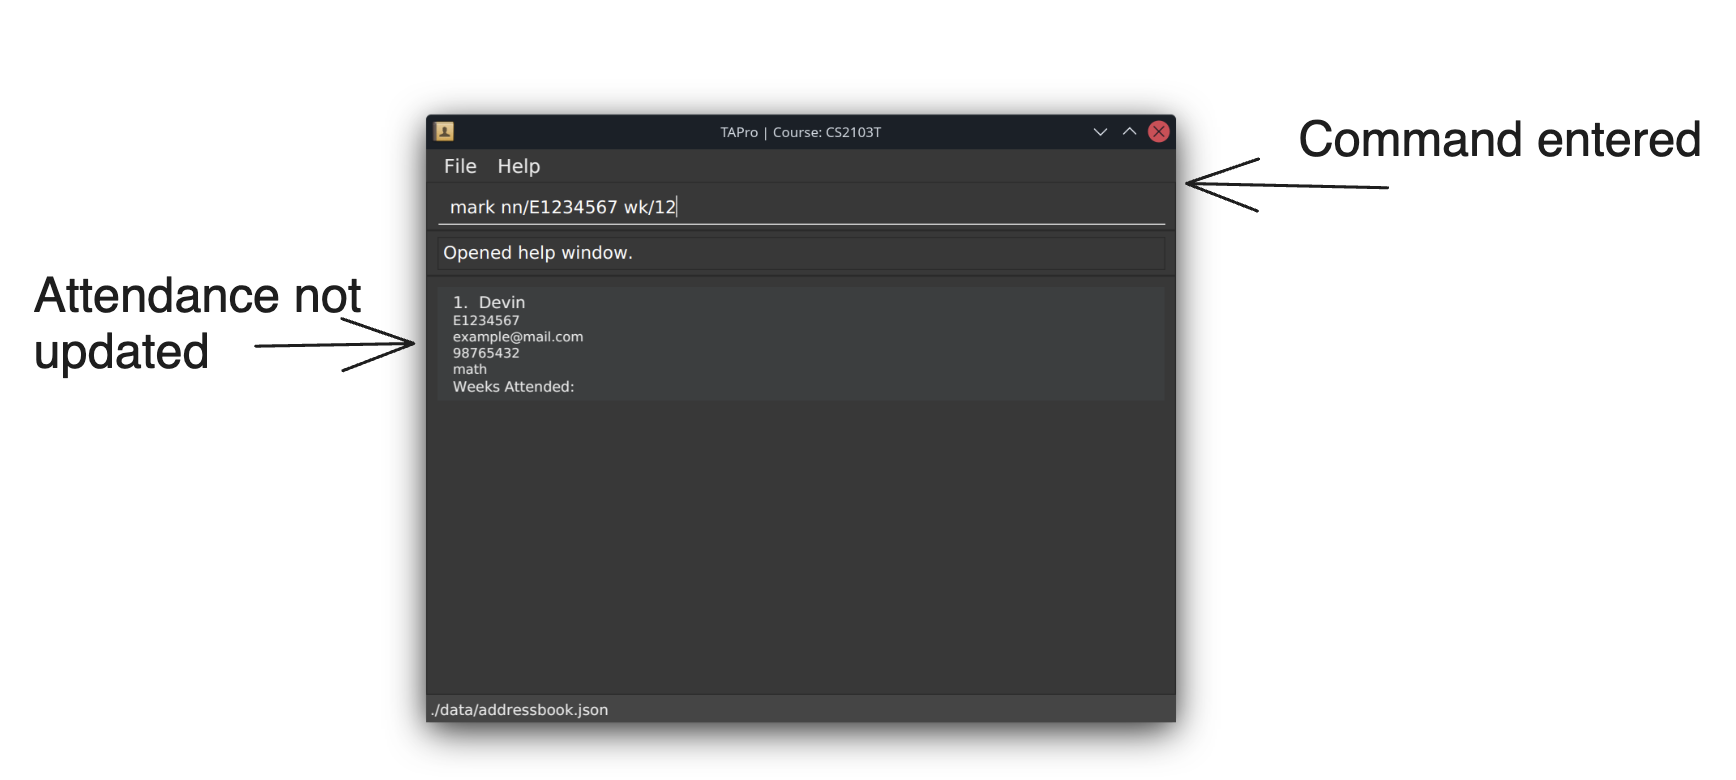 Command entered
TAPro | Course: CS2103T
File Help
mark nn/E1234567 wk/12
Opened help window.
Attendance not
updated
1. Devin
E1234567
example@mail.com
98765432
math
Weeks Attended:
./data/addressbook.json